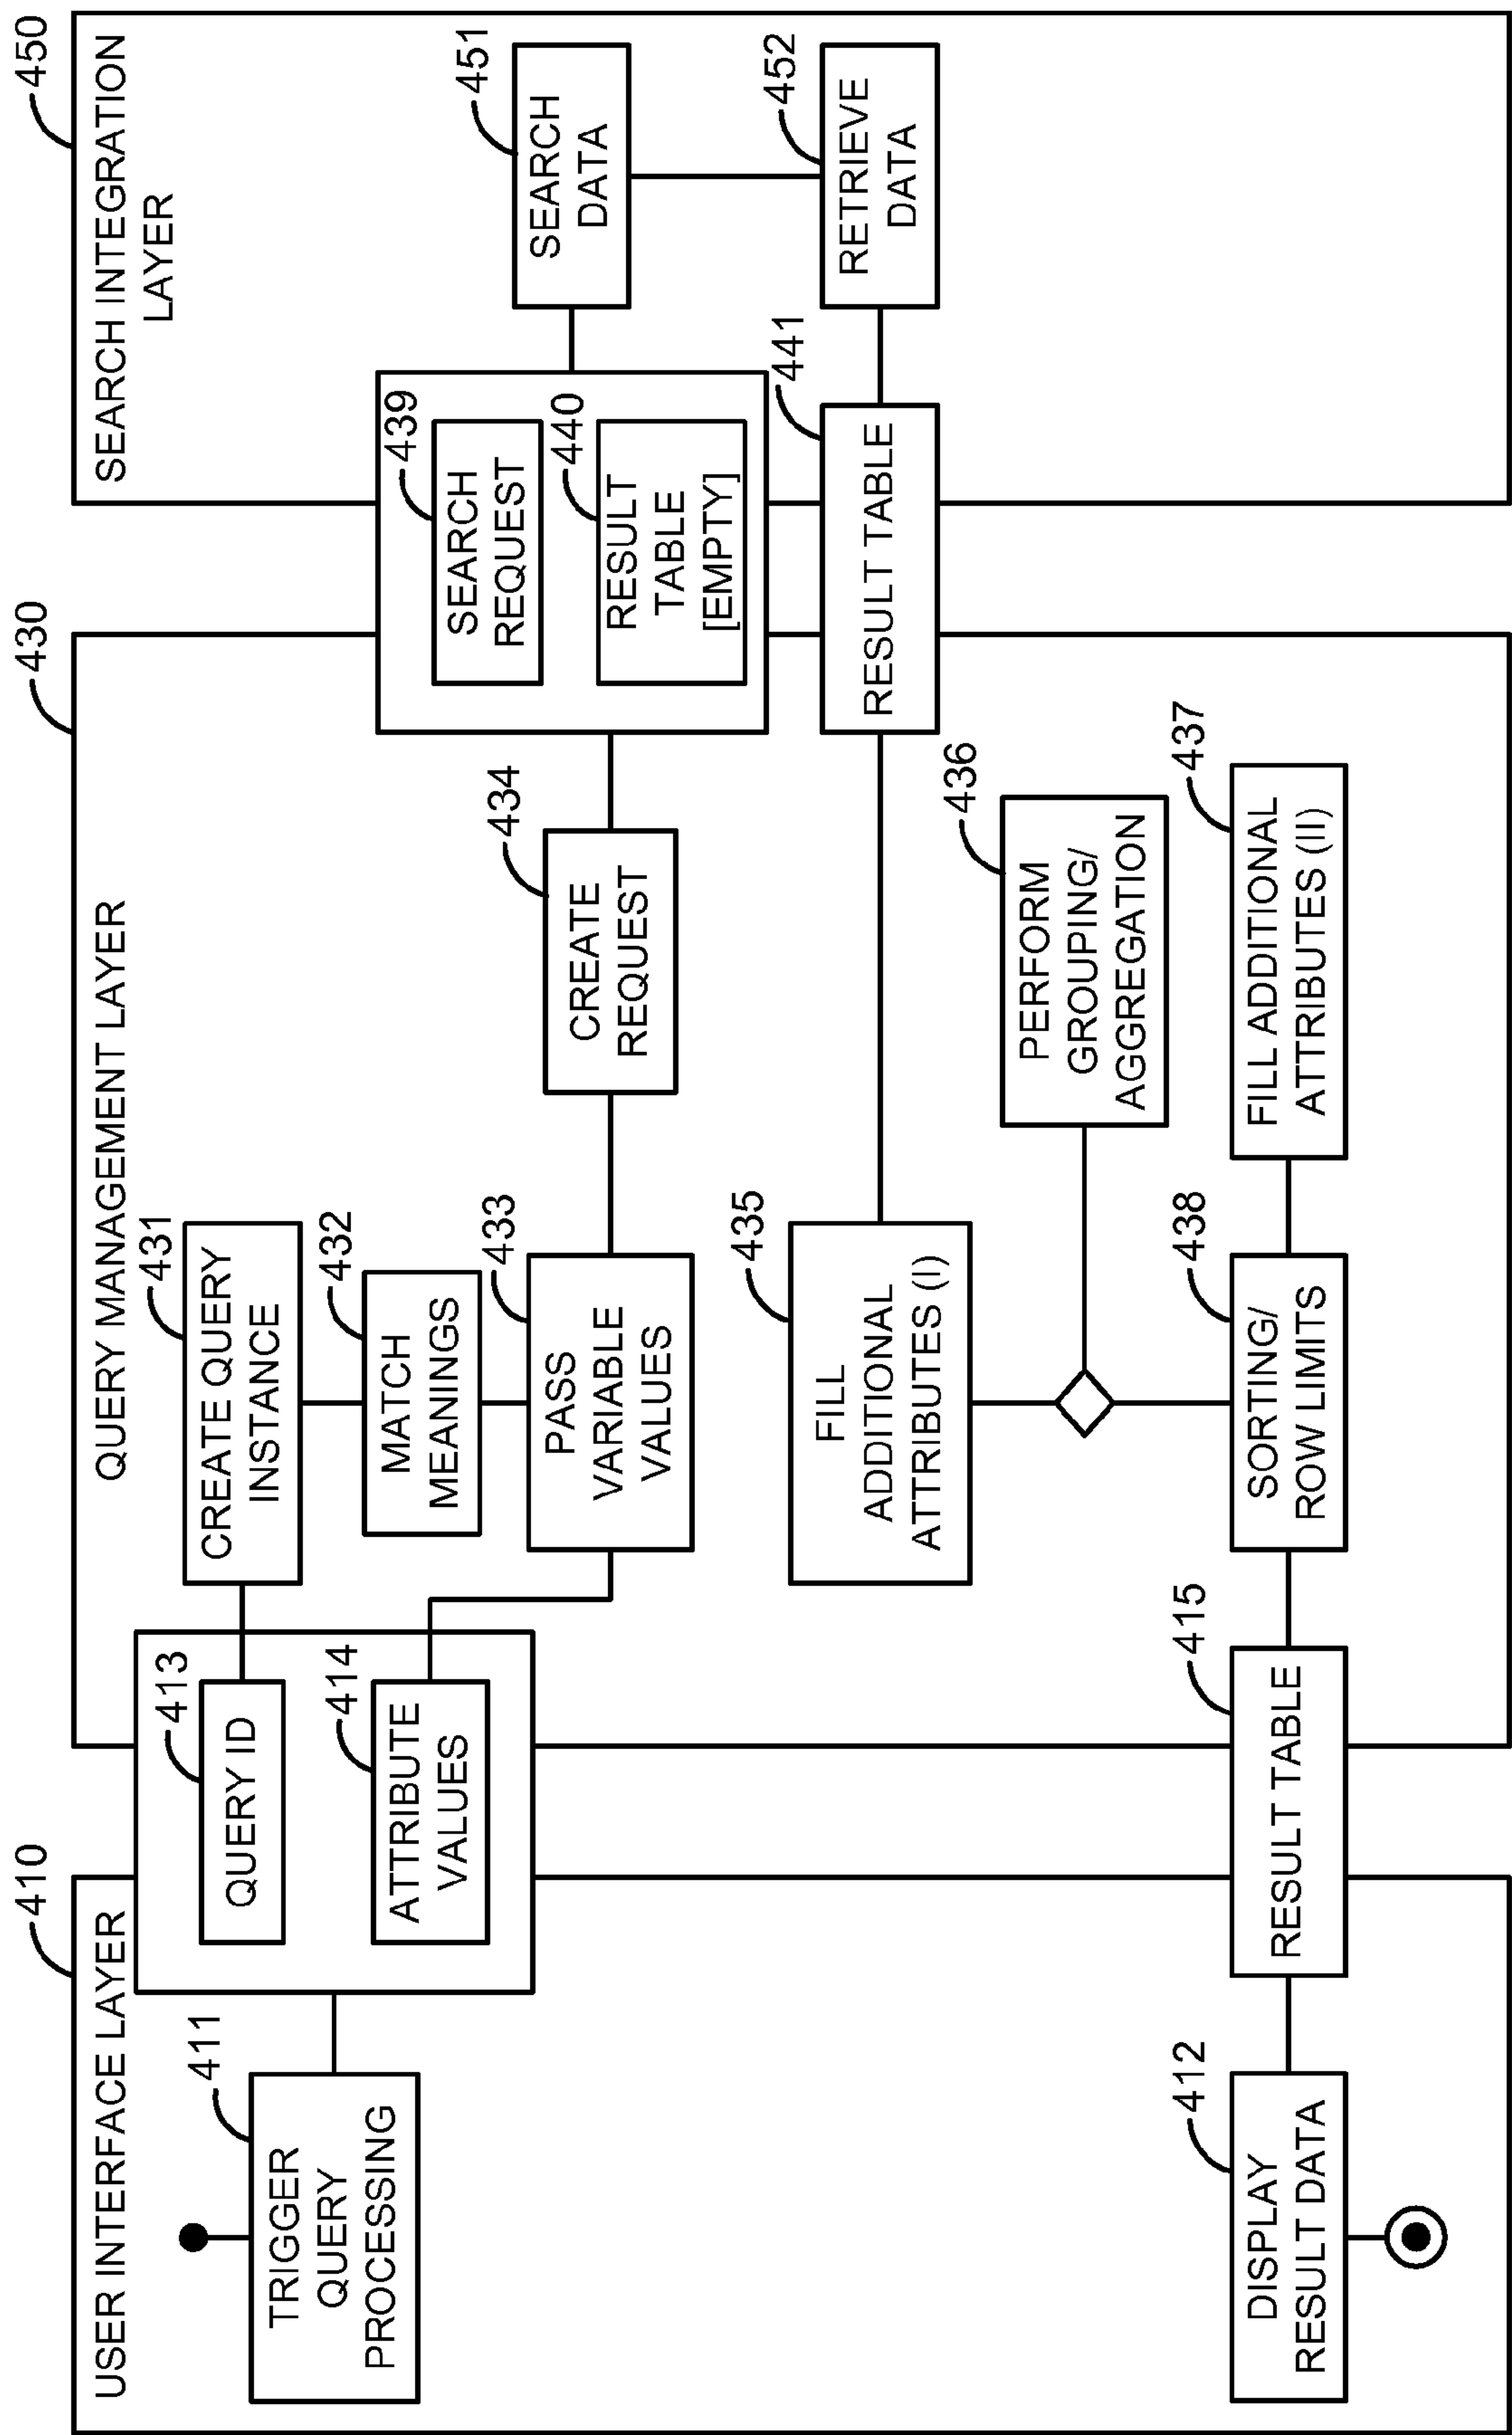 410
USER INTERFACE LAYER
411
TRIGGER
QUERY
PROCESSING
413
QUERY ID
414
ATTRIBUTE
VALUES
412
DISPLAY
RESULT DATA
415
RESULT TABLE
430
QUERY MANAGEMENT LAYER
431
CREATE QUERY
INSTANCE
432
MATCH
MEANINGS
433
PASS
VARIABLE
VALUES
434
CREATE
REQUEST
435
FILL
ADDITIONAL
ATTRIBUTES (I)
436
PERFORM
GROUPING/
AGGREGATION
438
SORTING/
ROW LIMITS
437
FILL ADDITIONAL
ATTRIBUTES (II)
439
SEARCH
REQUEST
440
RESULT
TABLE
[EMPTY]
441
RESULT TABLE
450
SEARCH INTEGRATION
LAYER
451
SEARCH
DATA
452
RETRIEVE
DATA